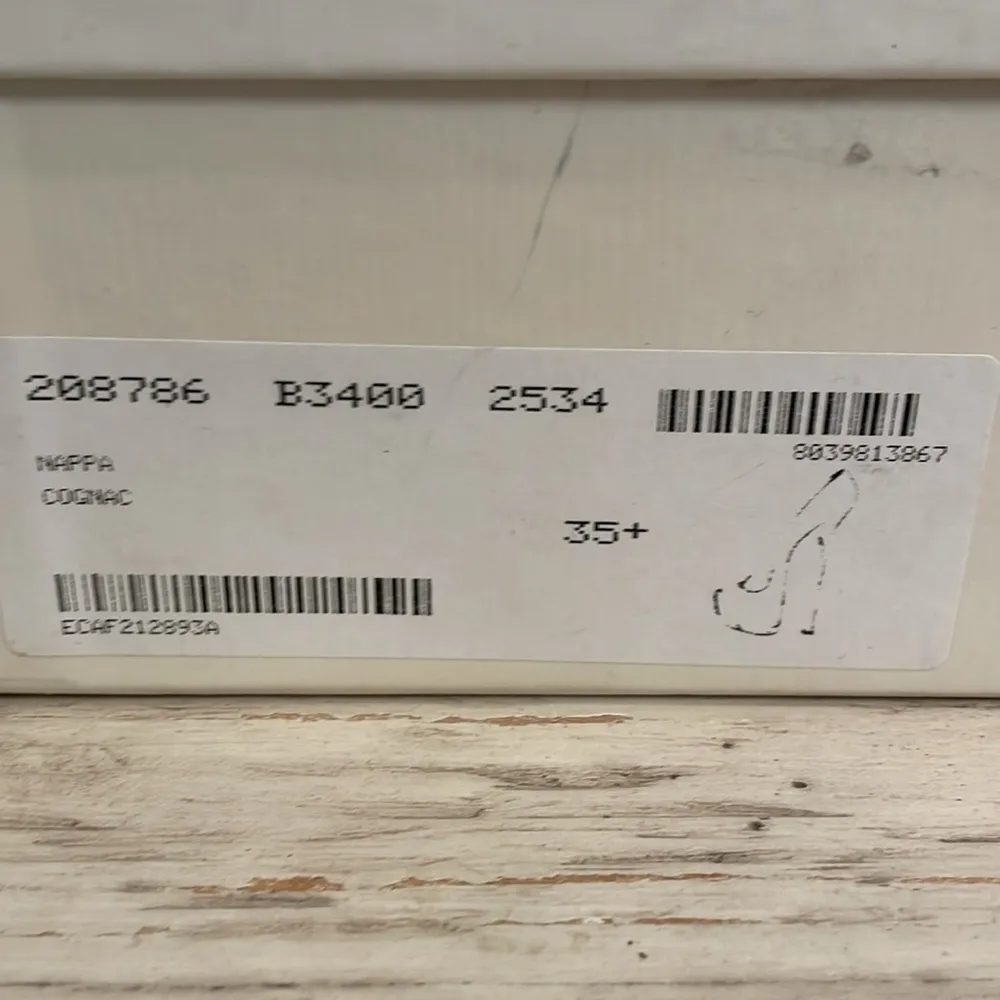 208786 B3400 2534
8039813867
NAPPA
COGNAC
35+
ECAF212893A